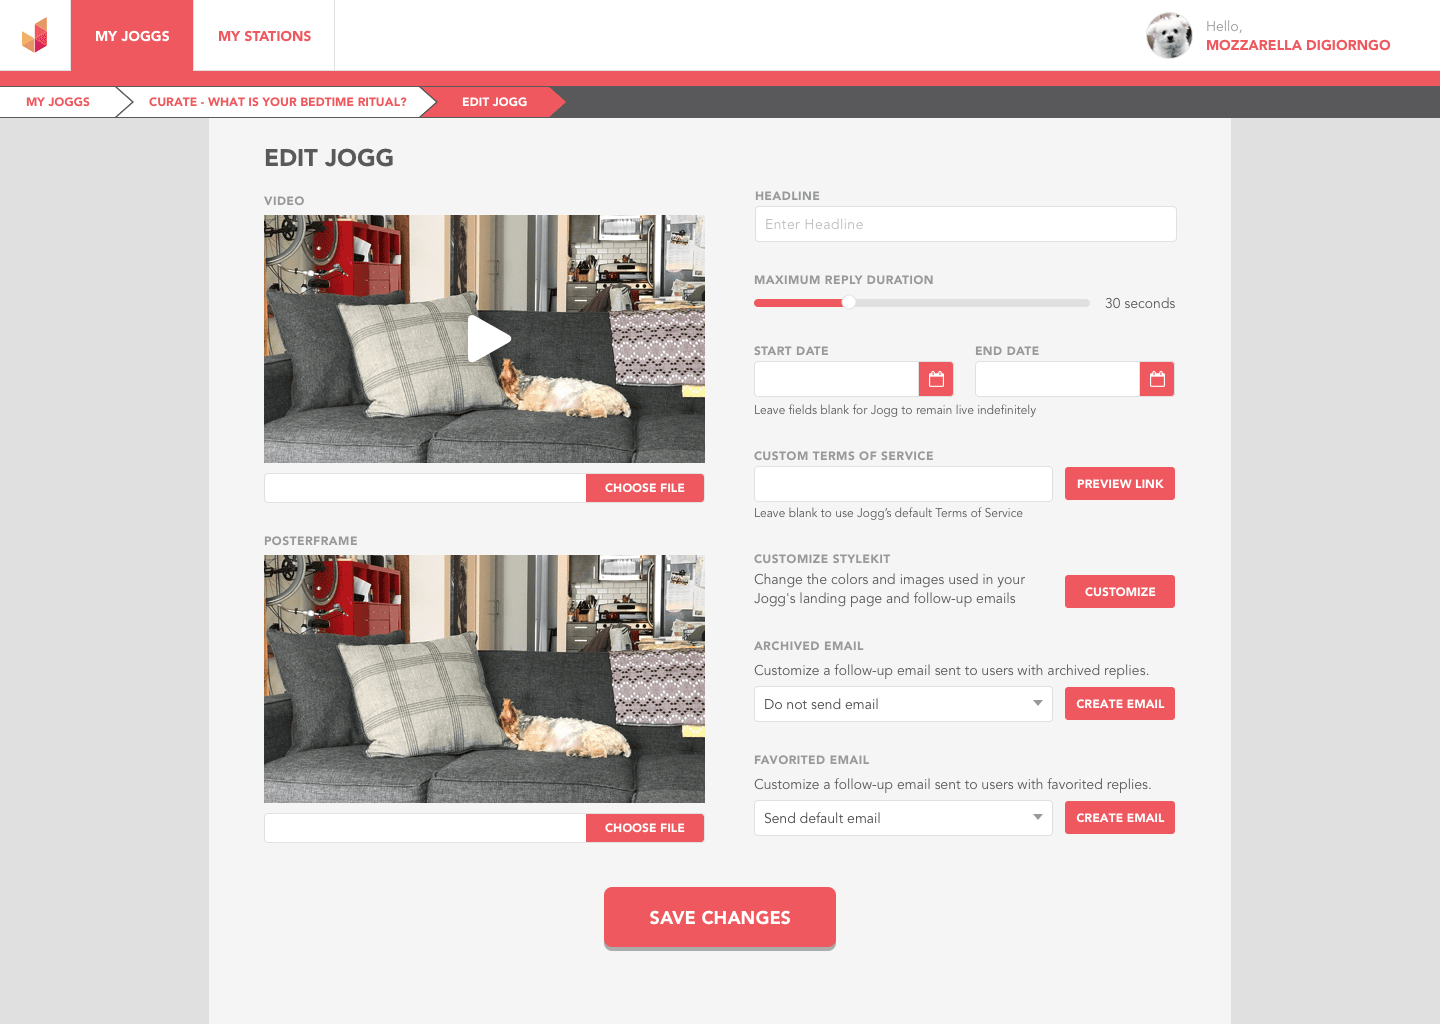 MY JOGGS
MY STATIONS
Hello,
MOZZARELLA DIGIORNGO
MY JOGGS
CURATE - WHAT IS YOUR BEDTIME RITUAL?
EDIT JOGG
EDIT JOGG
VIDEO
CHOOSE FILE
POSTERFRAME
CHOOSE FILE
HEADLINE
Enter Headline
MAXIMUM REPLY DURATION
30 seconds
START DATE
END DATE
Leave fields blank for Jogg to remain live indefinitely
CUSTOM TERMS OF SERVICE
PREVIEW LINK
Leave blank to use Jogg’s default Terms of Service
CUSTOMIZE STYLEKIT
Change the colors and images used in your
Jogg's landing page and follow-up emails
CUSTOMIZE
ARCHIVED EMAIL
Customize a follow-up email sent to users with archived replies.
Do not send email
CREATE EMAIL
FAVORITED EMAIL
Customize a follow-up email sent to users with favorited replies.
Send default email
CREATE EMAIL
SAVE CHANGES